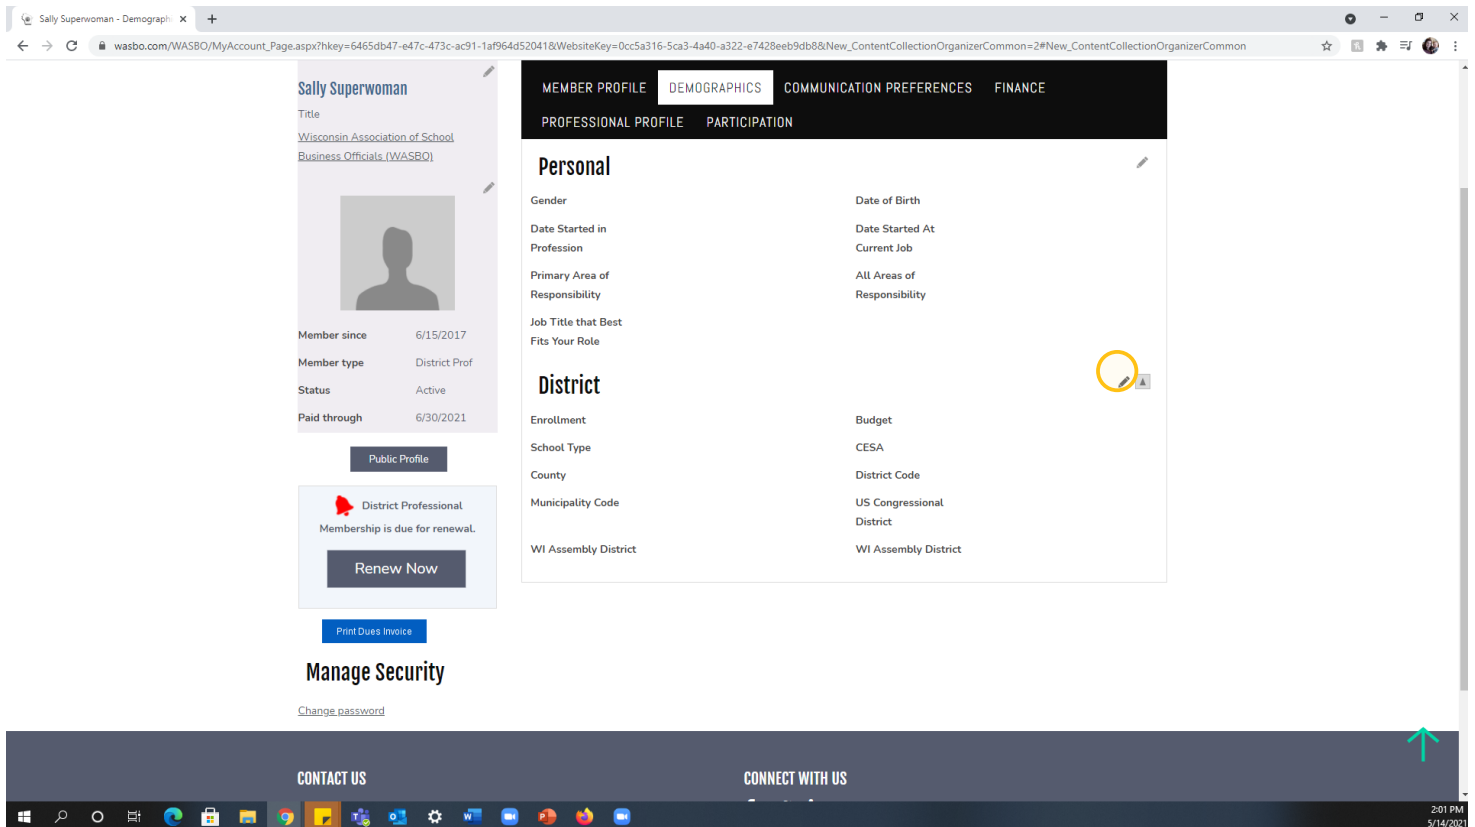 Sally Superwoman - Demographi
wasbo.com/WASBO/MyAccount_Page.aspx?hkey=6465db47-e47c-473c-ac91-1af964d52041&WebsiteKey=0cc5a316-5ca3-4a40-a322-e7428eeb9db8&New_ContentCollectionOrganizerCommon=2#New_ContentCollectionOrganizerCommon
Sally Superwoman
Title
Wisconsin Association of School
Business Officials (WASBO)
Member since 6/15/2017
Member type District Prof
Status Active
Paid through 6/30/2021
Public Profile
District Professional
Membership is due for renewal.
Renew Now
Print Dues Invoice
Manage Security
Change password
MEMBER PROFILE DEMOGRAPHICS COMMUNICATION PREFERENCES FINANCE
PROFESSIONAL PROFILE PARTICIPATION
Personal
Gender Date of Birth
Date Started in Date Started At
Profession Current Job
Primary Area of All Areas of
Responsibility Responsibility
Job Title that Best
Fits Your Role
District
Enrollment Budget
School Type CESA
County District Code
Municipality Code US Congressional
District
WI Assembly District WI Assembly District
CONTACT US CONNECT WITH US
2:01 PM
5/14/2021